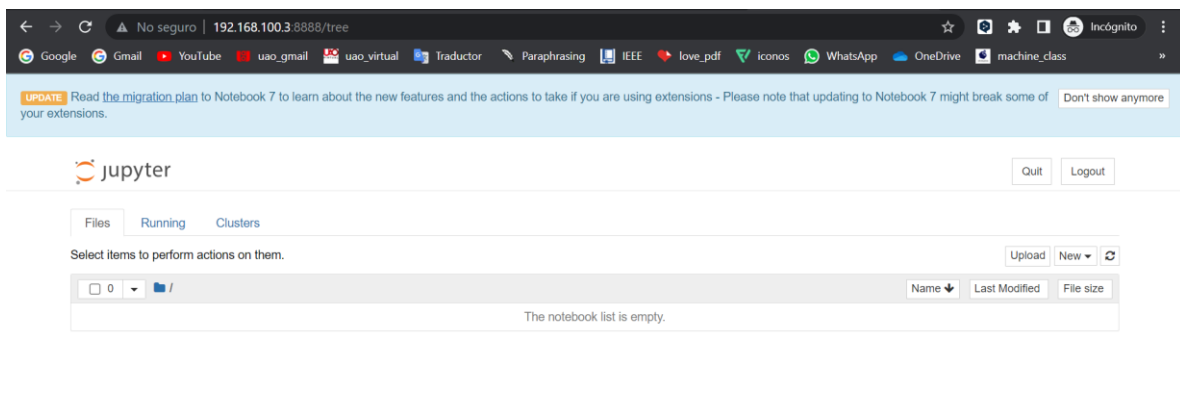 No seguro | 192.168.100.3:8888/tree Incógnito
Google Gmail YouTube uao_gmail uao_virtual Traductor Paraphrasing IEEE love_pdf iconos WhatsApp OneDrive machine_class »
UPDATE Read the migration plan to Notebook 7 to learn about the new features and the actions to take if you are using extensions - Please note that updating to Notebook 7 might break some of
your extensions.
Don't show anymore
jupyter Quit Logout
Files Running Clusters
Select items to perform actions on them. Upload New
0 / Name Last Modified File size
The notebook list is empty.